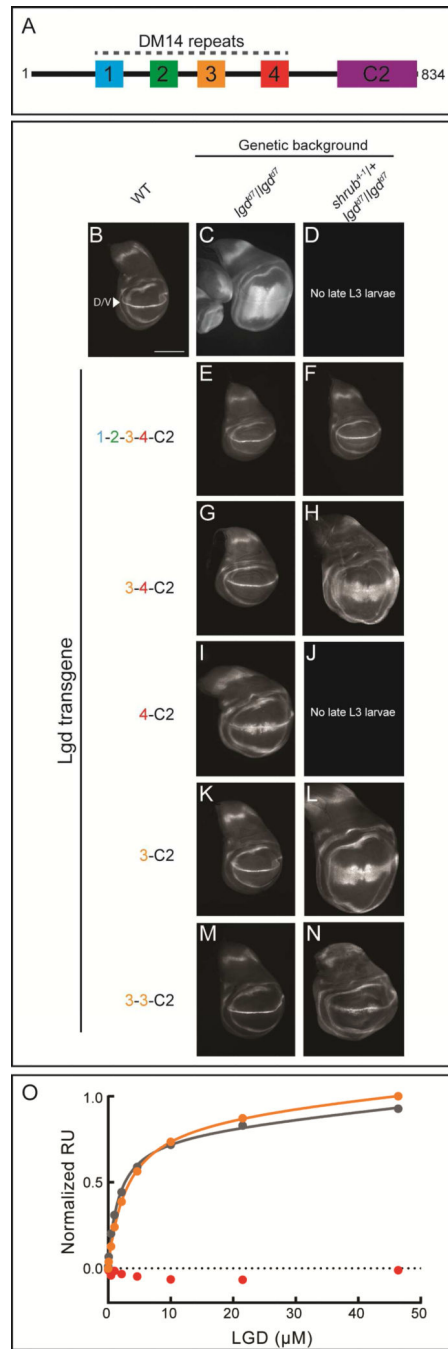 A
DM14 repeats
1 1 2 3 4 C2 834
Genetic background
WT lgd^d7/lgd^d7 shrub^4-1/+ lgd^d7/lgd^d7
B C D
D/V
No late L3 larvae
E F
1-2-3-4-C2
G H
3-4-C2
I J
4-C2 No late L3 larvae
K L
3-C2
M N
3-3-C2
Lgd transgene
O
Normalized RU
1.0
0.5
0.0
0 10 20 30 40 50
LGD (µM)